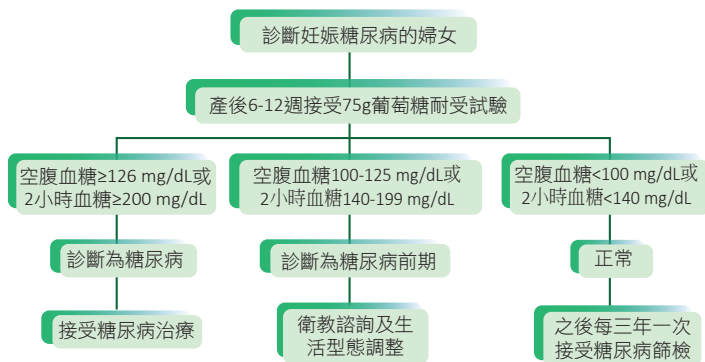 診斷妊娠糖尿病的婦女
產後6-12週接受75g葡萄糖耐受試驗
空腹血糖≥126 mg/dL或
2小時血糖≥200 mg/dL
空腹血糖100-125 mg/dL或
2小時血糖140-199 mg/dL
空腹血糖<100 mg/dL或
2小時血糖<140 mg/dL
診斷為糖尿病
診斷為糖尿病前期
正常
接受糖尿病治療
衛教諮詢及生
活型態調整
之後每三年一次
接受糖尿病篩檢